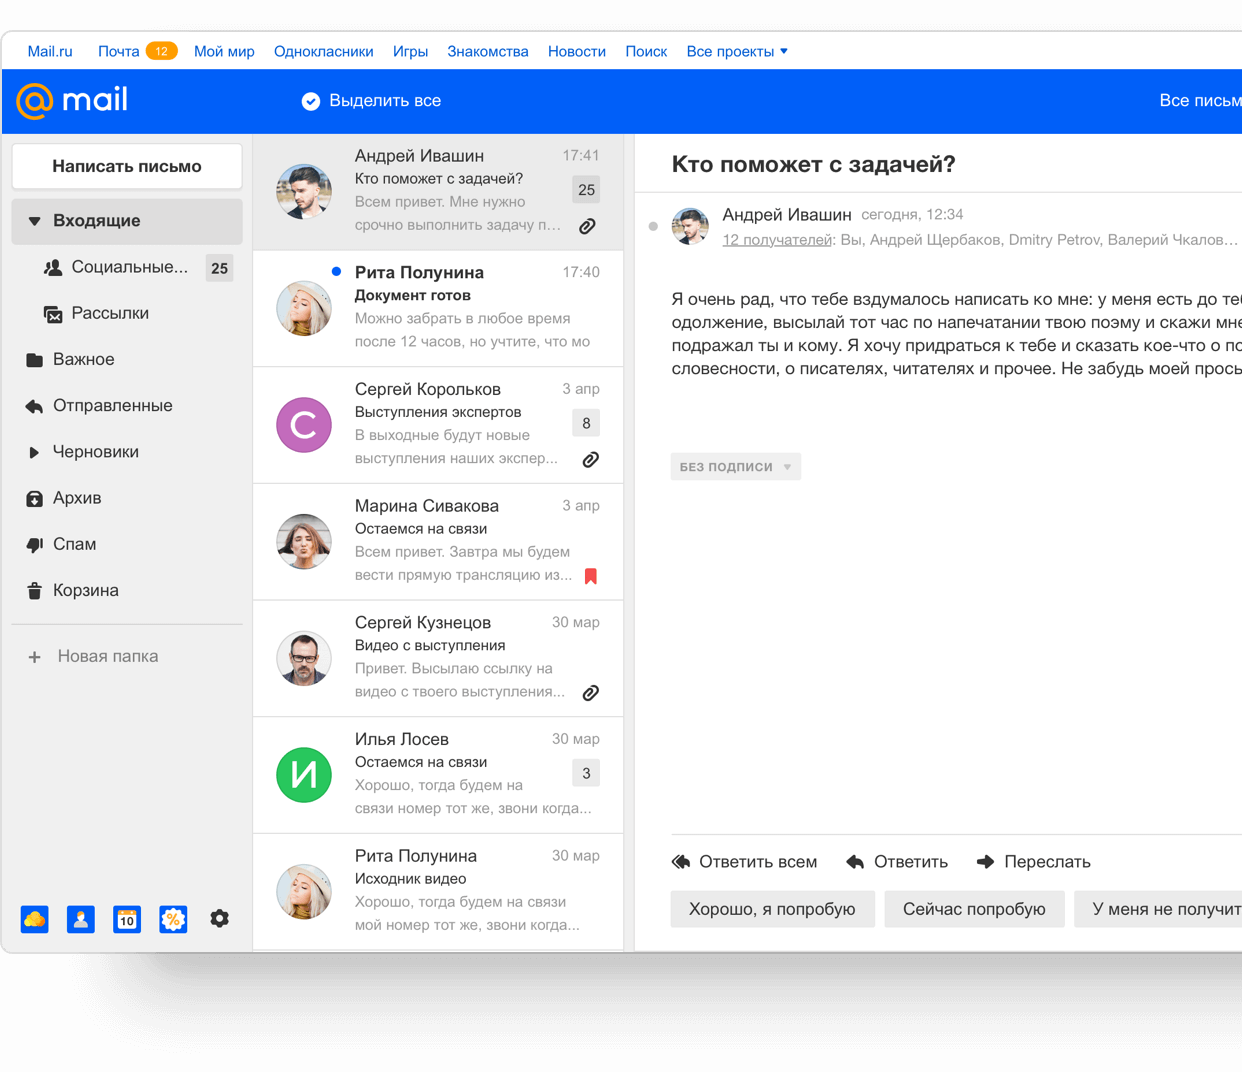 Mail.ru Почта 12 Мой мир Одноклассники Игры Знакомства Новости Поиск Все проекты
@mail Выделить все Все письм
Написать письмо
Входящие
Социальные... 25
Рассылки
Важное
Отправленные
Черновики
Архив
Спам
Корзина
+ Новая папка
10
%
Андрей Ивашин 17:41
Кто поможет с задачей? 25
Всем привет. Мне нужно
срочно выполнить задачу п...
Рита Полунина 17:40
Документ готов
Можно забрать в любое время
после 12 часов, но учтите, что мо
С
Сергей Корольков 3 апр
Выступления экспертов 8
В выходные будут новые
выступления наших экспер...
Марина Сивакова 3 апр
Остаемся на связи
Всем привет. Завтра мы будем
вести прямую трансляцию из...
Сергей Кузнецов 30 мар
Видео с выступления
Привет. Высылаю ссылку на
видео с твоего выступления...
И
Илья Лосев 30 мар
Остаемся на связи 3
Хорошо, тогда будем на
связи номер тот же, звони когда...
Рита Полунина 30 мар
Исходник видео
Хорошо, тогда будем на связи
мой номер тот же, звони когда...
Кто поможет с задачей?
Андрей Ивашин сегодня, 12:34
12 получателей: Вы, Андрей Щербаков, Dmitry Petrov, Валерий Чкалов...
Я очень рад, что тебе вздумалось написать ко мне: у меня есть до теб
одолжение, высылай тот час по напечатании твою поэму и скажи мне
подражал ты и кому. Я хочу придраться к тебе и сказать кое-что о по
словесности, о писателях, читателях и прочее. Не забудь моей прось
БЕЗ ПОДПИСИ
Ответить всем Ответить Переслать
Хорошо, я попробую Сейчас попробую У меня не получит